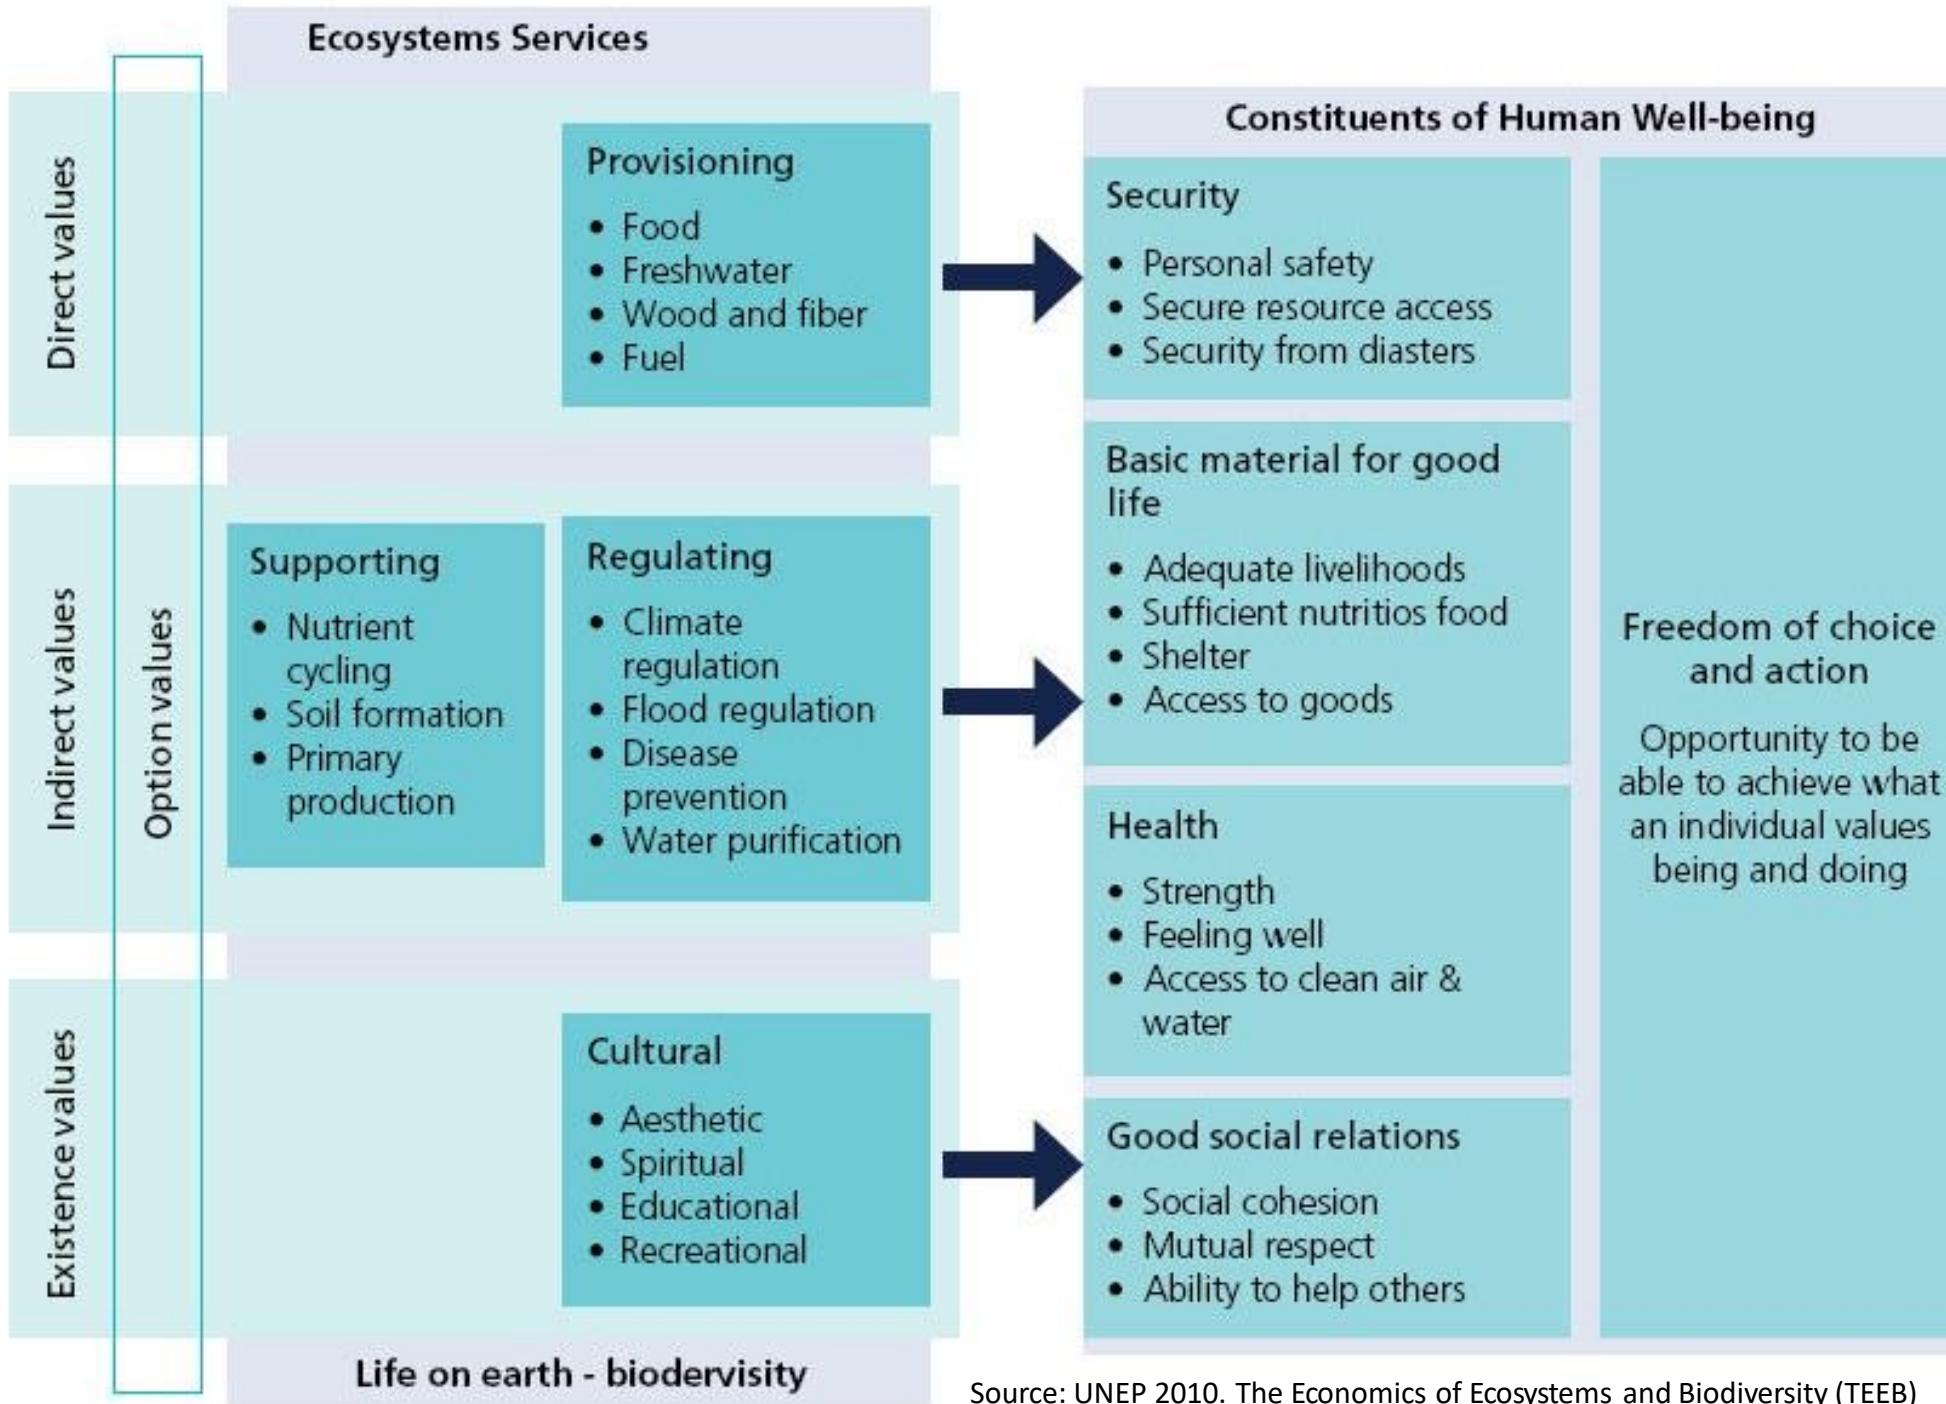 Ecosystems Services
Direct values
Indirect values
Existence values
Option values
Provisioning
• Food
• Freshwater
• Wood and fiber
• Fuel
Supporting
• Nutrient
cycling
• Soil formation
• Primary
production
Regulating
• Climate
regulation
• Flood regulation
• Disease
prevention
• Water purification
Cultural
• Aesthetic
• Spiritual
• Educational
• Recreational
Life on earth - biodervisity
Constituents of Human Well-being
Security
• Personal safety
• Secure resource access
• Security from diasters
Basic material for good
life
• Adequate livelihoods
• Sufficient nutritios food
• Shelter
• Access to goods
Health
• Strength
• Feeling well
• Access to clean air &
water
Good social relations
• Social cohesion
• Mutual respect
• Ability to help others
Freedom of choice
and action
Opportunity to be
able to achieve what
an individual values
being and doing
Source: UNEP 2010. The Economics of Ecosystems and Biodiversity (TEEB)